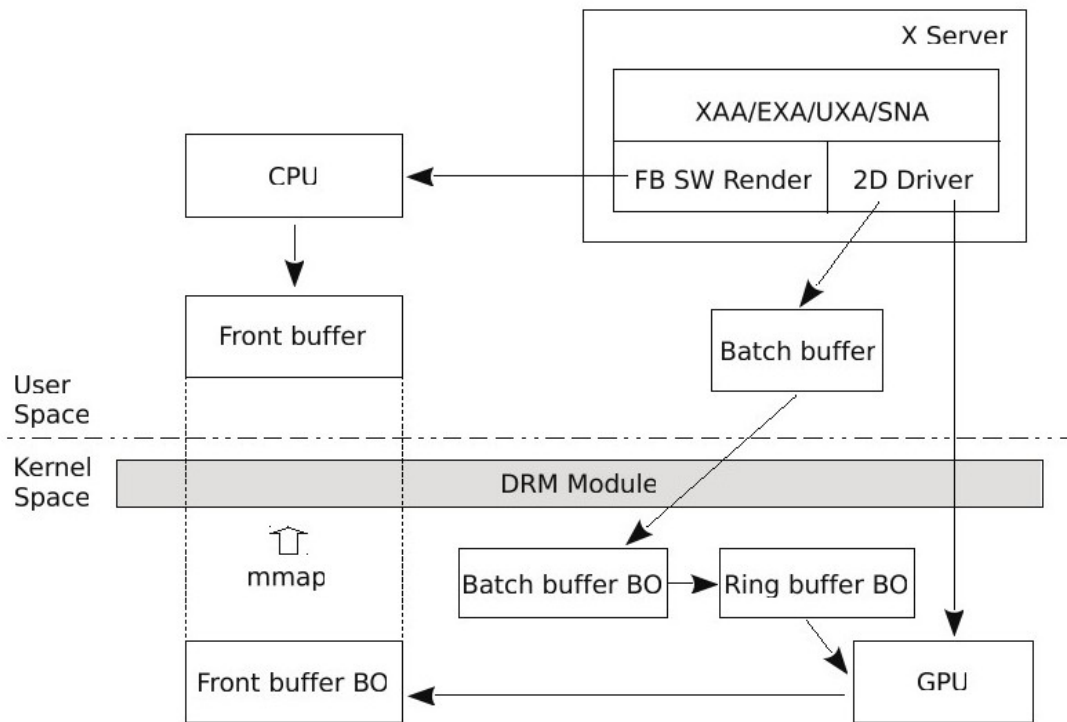 X Server
XAA/EXA/UXA/SNA
CPU
FB SW Render
2D Driver
Front buffer
Batch buffer
User
Space
Kernel
Space
DRM Module
mmap
Batch buffer BO
Ring buffer BO
Front buffer BO
GPU